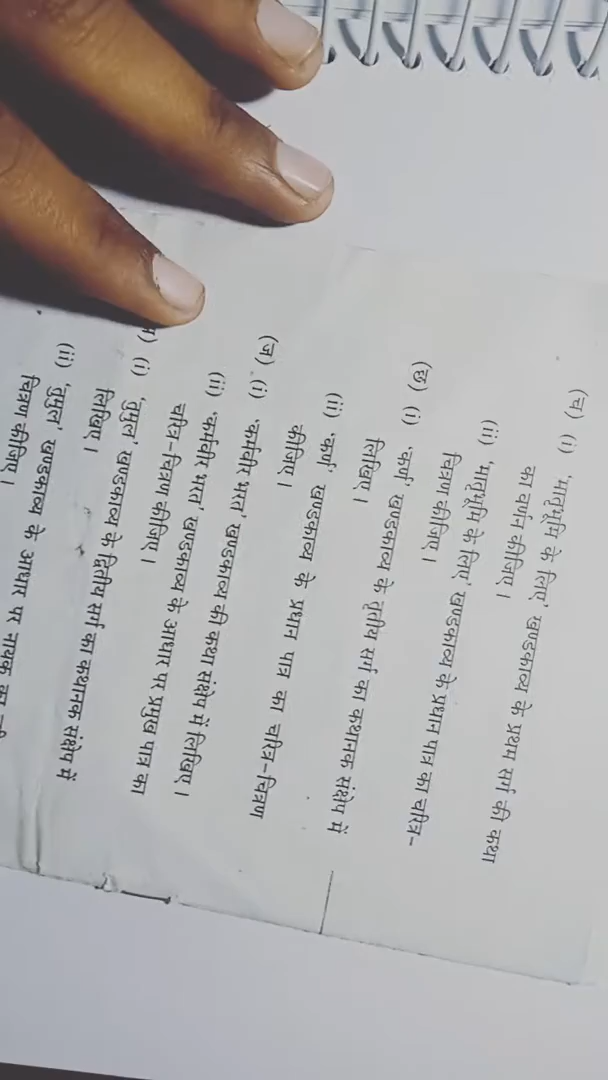 (च) (i) 'मातृभूमि के लिए' खण्डकाव्य के प्रथम सर्ग की कथा
का वर्णन कीजिए।
(ii) 'मातृभूमि के लिए' खण्डकाव्य के प्रधान पात्र का चरित्र-
चित्रण कीजिए।
(छ) (i) 'कर्ण' खण्डकाव्य के तृतीय सर्ग का कथानक संक्षेप में
लिखिए।
(ii) 'कर्ण' खण्डकाव्य के प्रधान पात्र का चरित्र-चित्रण
कीजिए।
(ज) (i) 'कर्मवीर भरत' खण्डकाव्य की कथा संक्षेप में लिखिए।
(ii) 'कर्मवीर भरत' खण्डकाव्य के आधार पर प्रमुख पात्र का
चरित्र-चित्रण कीजिए।
(i) 'तुमुल' खण्डकाव्य के द्वितीय सर्ग का कथानक संक्षेप में
लिखिए।
(ii) 'तुमुल' खण्डकाव्य के आधार पर नायक का
चित्रण कीजिए।